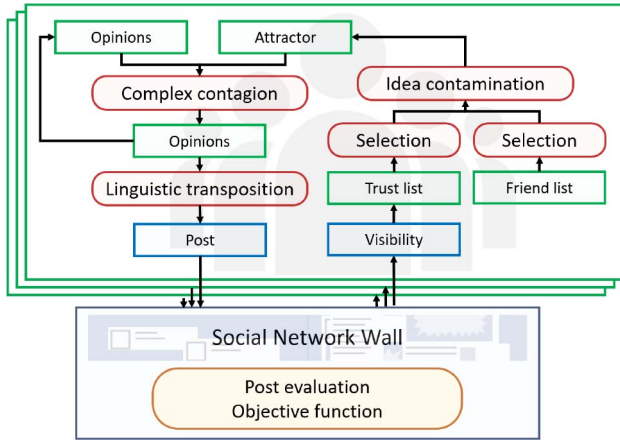 Opinions
Attractor
Complex contagion
Idea contamination
Opinions
Selection
Selection
Linguistic transposition
Trust list
Friend list
Post
Visibility
Social Network Wall
Post evaluation
Objective function